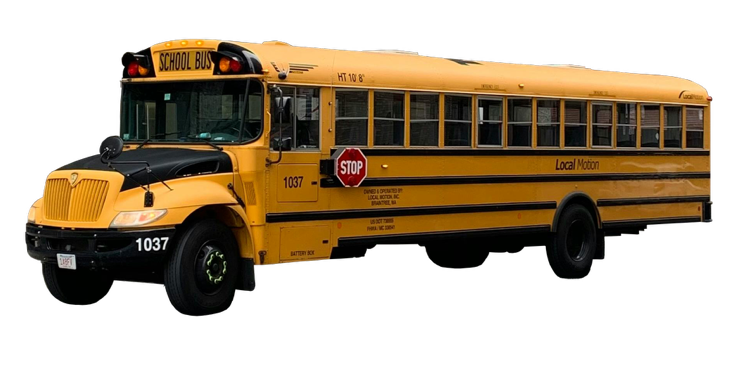 SCHOOL BUS
HT 10' 8"
1037
STOP
Local Motion
OWNED & OPERATED BY:
LOCAL MOTION, INC.
BRAINTREE, MA
BATTERY BOX
1037